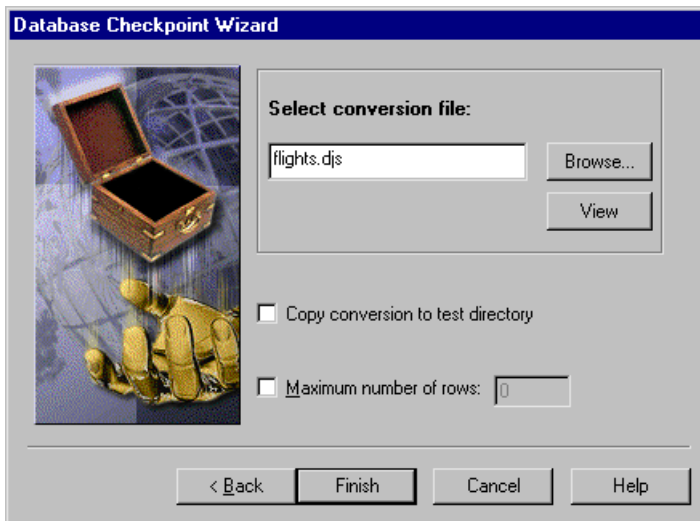 Database Checkpoint Wizard
Select conversion file:
flights.djs
Browse...
View
Copy conversion to test directory
Maximum number of rows: 0
< Back
Finish
Cancel
Help